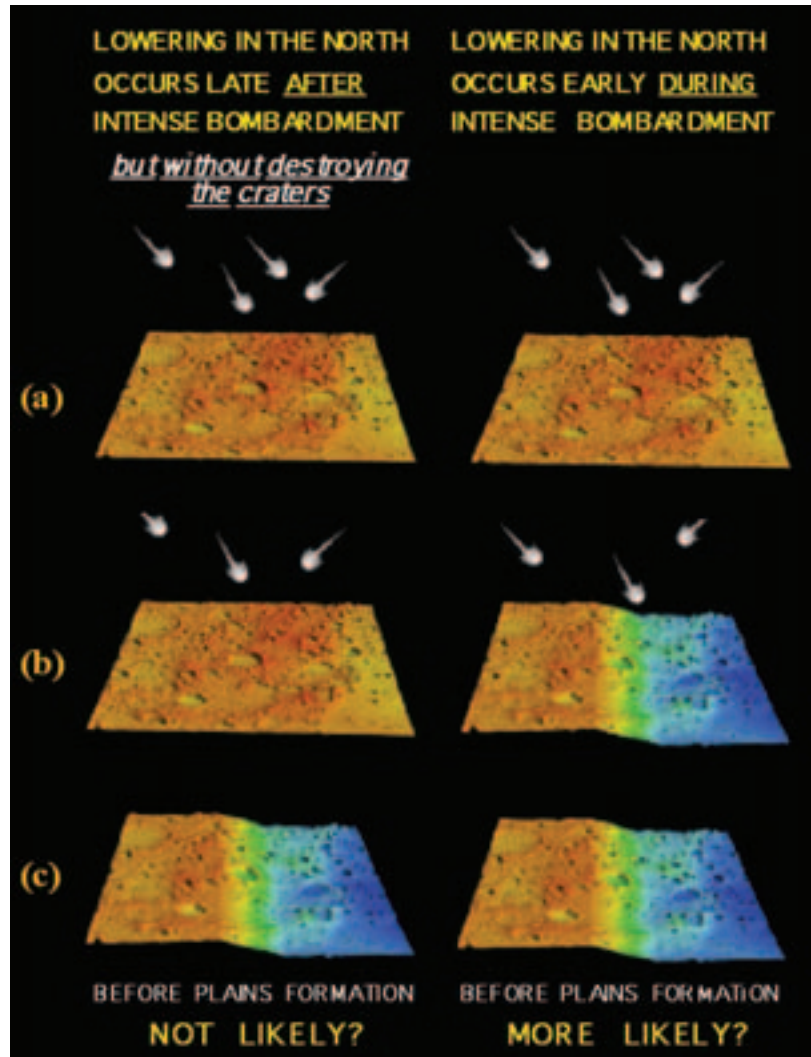 LOWERING IN THE NORTH
OCCURS LATE AFTER
INTENSE BOMBARDMENT
but without destroying
the craters
LOWERING IN THE NORTH
OCCURS EARLY DURING
INTENSE BOMBARDMENT
(a)
(b)
(c)
BEFORE PLAINS FORMATION
NOT LIKELY?
BEFORE PLAINS FORMATION
MORE LIKELY?